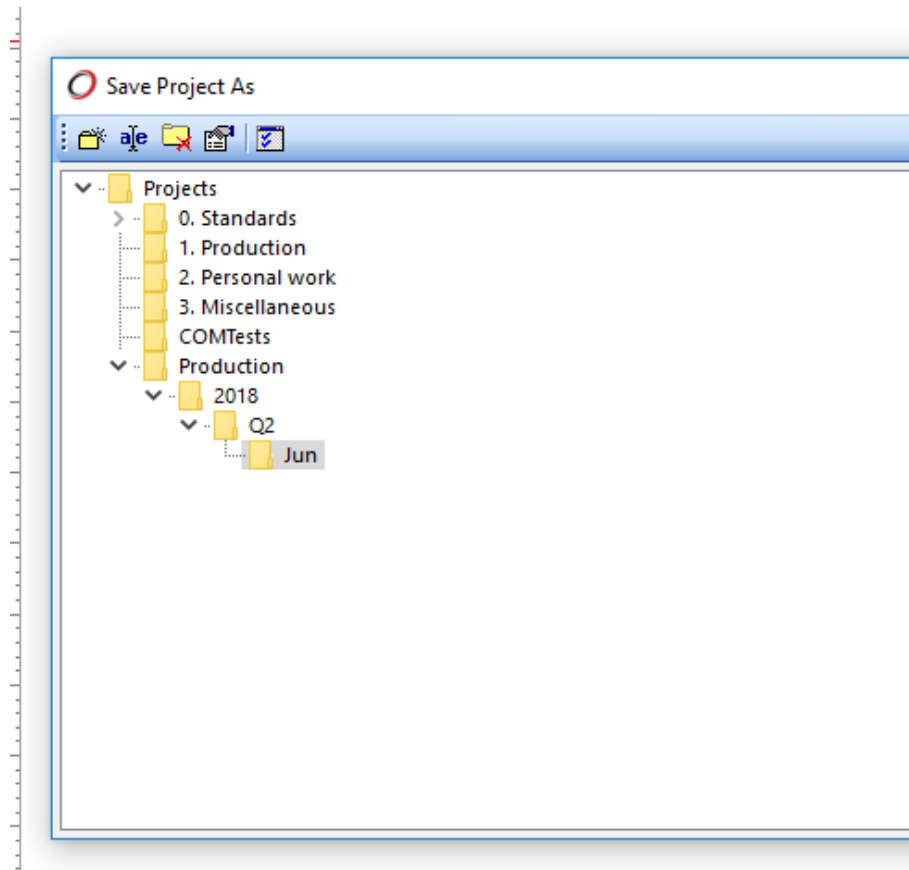 Save Project As
a e
Projects
0. Standards
1. Production
2. Personal work
3. Miscellaneous
COMTests
Production
2018
Q2
Jun